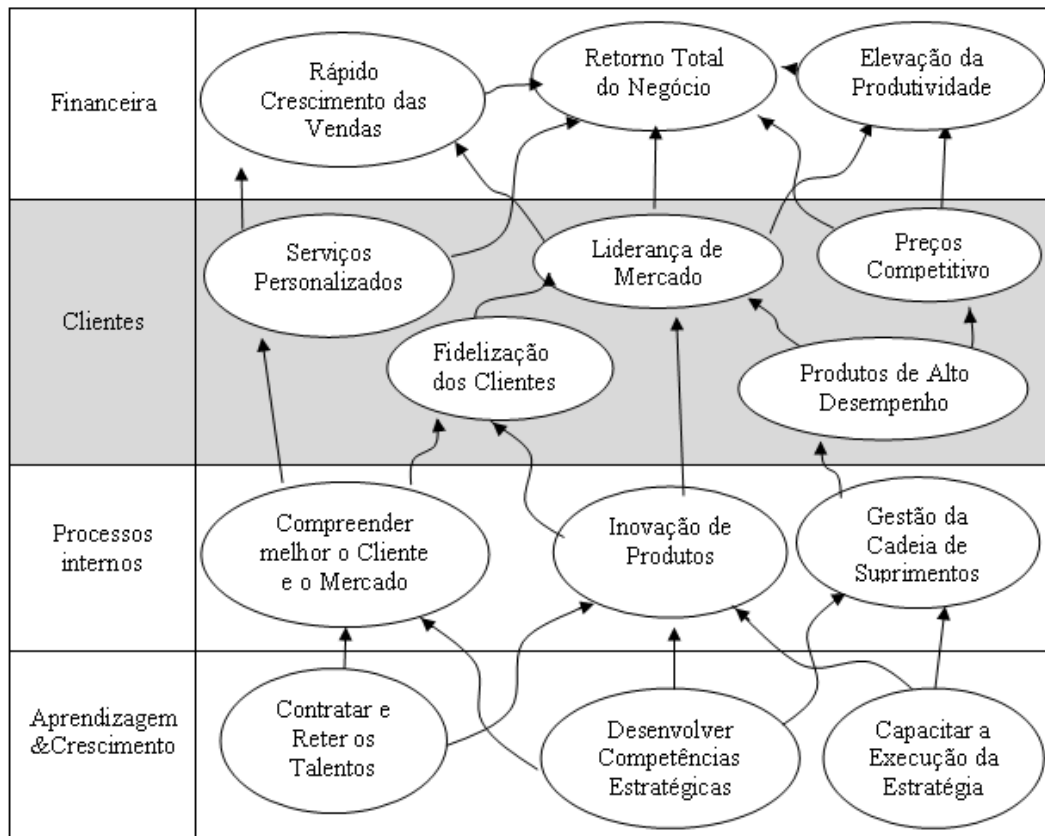 Financeira
Rápido
Crescimento das
Vendas
Retorno Total
do Negócio
Elevação da
Produtividade
Clientes
Serviços
Personalizados
Liderança de
Mercado
Preços
Competitivo
Fidelização
dos Clientes
Produtos de Alto
Desempenho
Processos
internos
Compreender
melhor o Cliente
e o Mercado
Inovação de
Produtos
Gestão da
Cadeia de
Suprimentos
Aprendizagem
&Crescimento
Contratar e
Reter os
Talentos
Desenvolver
Competências
Estratégicas
Capacitar a
Execução da
Estratégia